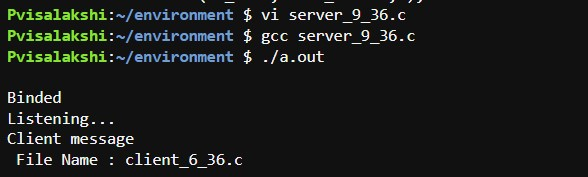 Pvisalakshi:~/environment $ vi server_9_36.c
Pvisalakshi:~/environment $ gcc server_9_36.c
Pvisalakshi:~/environment $ ./a.out
Binded
Listening...
Client message
File Name : client_6_36.c